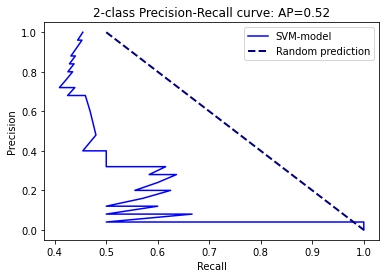 2-class Precision-Recall curve: AP=0.52
SVM-model
Random prediction
Precision
1.0
0.8
0.6
0.4
0.2
0.0
0.4 0.5 0.6 0.7 0.8 0.9 1.0
Recall